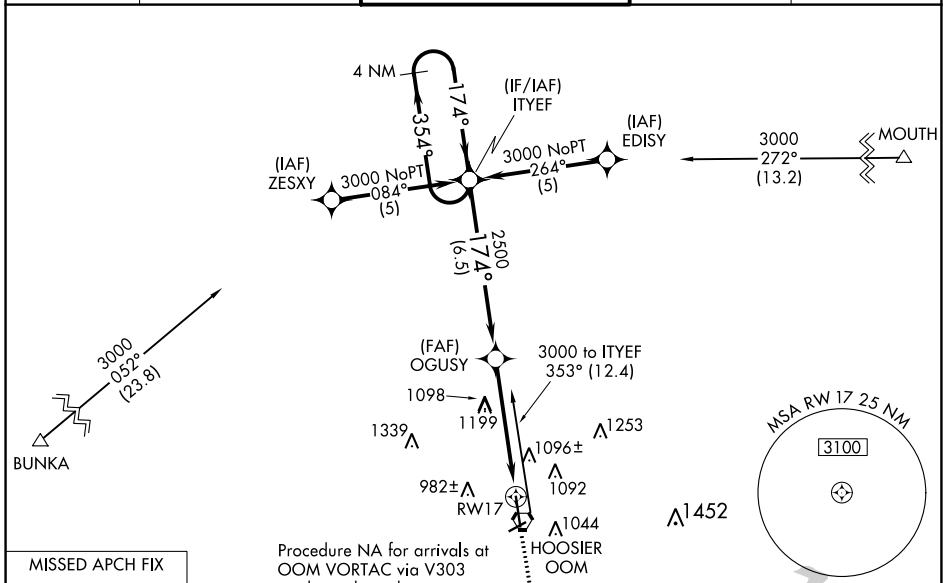 4 NM
174°
354°
(IF/IAF)
ITYEF
(IAF)
EDISY
MOUTH
3000
272°
(13.2)
(IAF)
ZESXY
3000 NoPT
084°
(5)
3000 NoPT
264°
(5)
2500
174°
(6.5)
3000
052°
(23.8)
BUNKA
(FAF)
OGUSY
3000 to ITYEF
353° (12.4)
1098
1199
1339
1253
1096±
982±
1092
RW17
1044
1452
HOOSIER
OOM
MSA RW 17 25 NM
3100
MISSED APCH FIX
Procedure NA for arrivals at
OOM VORTAC via V303